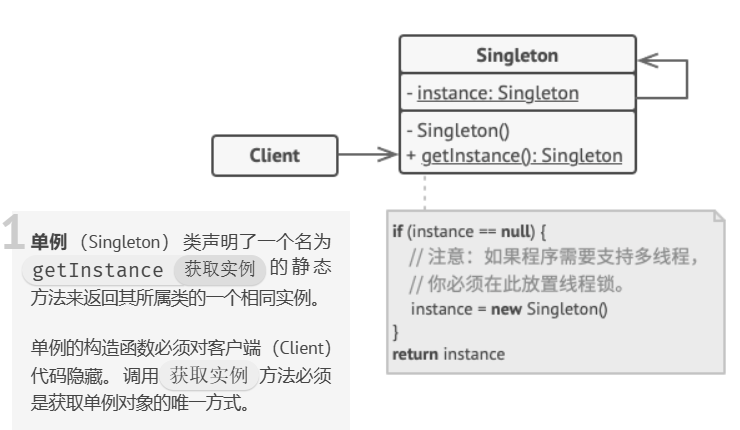 Singleton
- instance: Singleton
- Singleton()
+ getInstance(): Singleton
Client
1
单例（Singleton） 类声明了一个名为
getInstance 获取实例 的静态
方法来返回其所属类的一个相同实例。
单例的构造函数必须对客户端（Client）
代码隐藏。 调用 获取实例 方法必须
是获取单例对象的唯一方式。
if (instance == null) {
// 注意：如果程序需要支持多线程，
// 你必须在此放置线程锁。
instance = new Singleton()
}
return instance